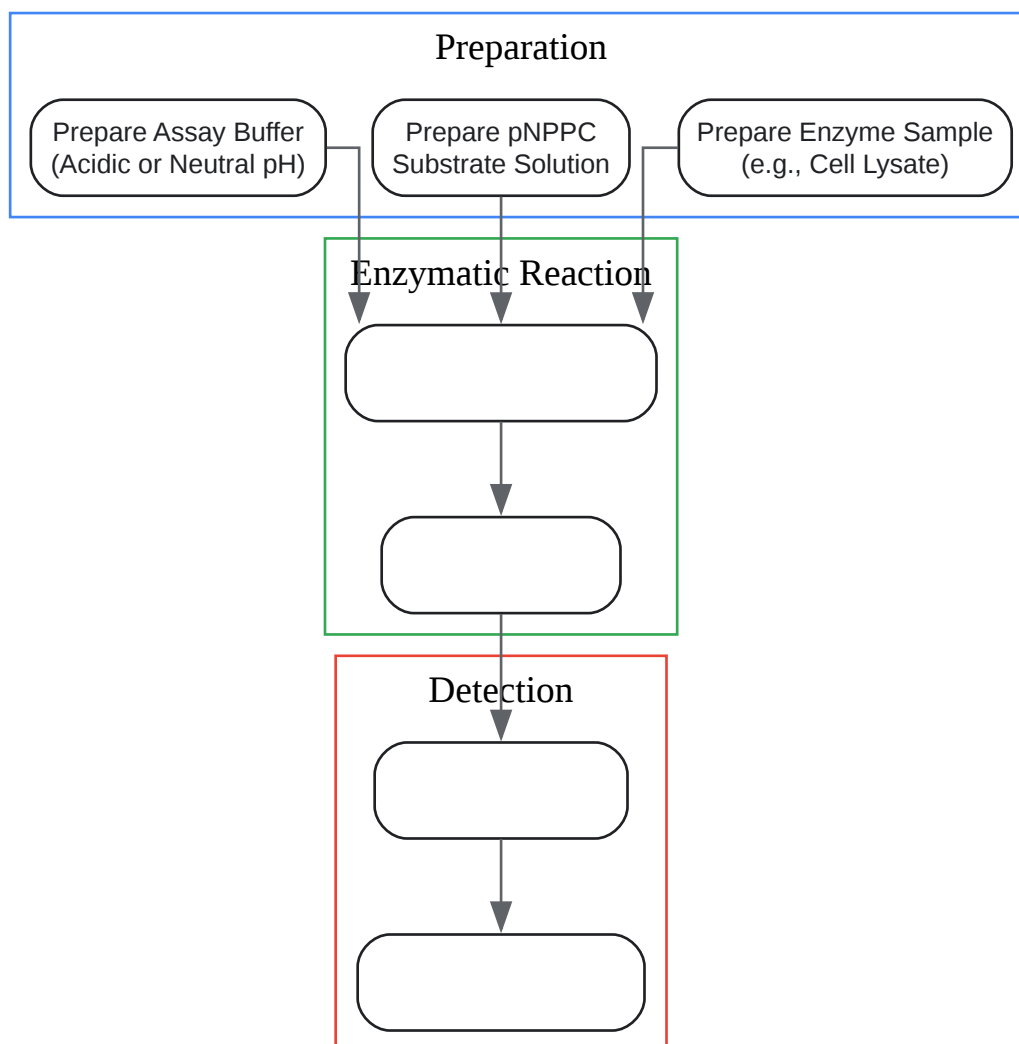 Preparation
Prepare Assay Buffer
(Acidic or Neutral pH)
Prepare pNPPC
Substrate Solution
Prepare Enzyme Sample
(e.g., Cell Lysate)
Enzymatic Reaction
Detection